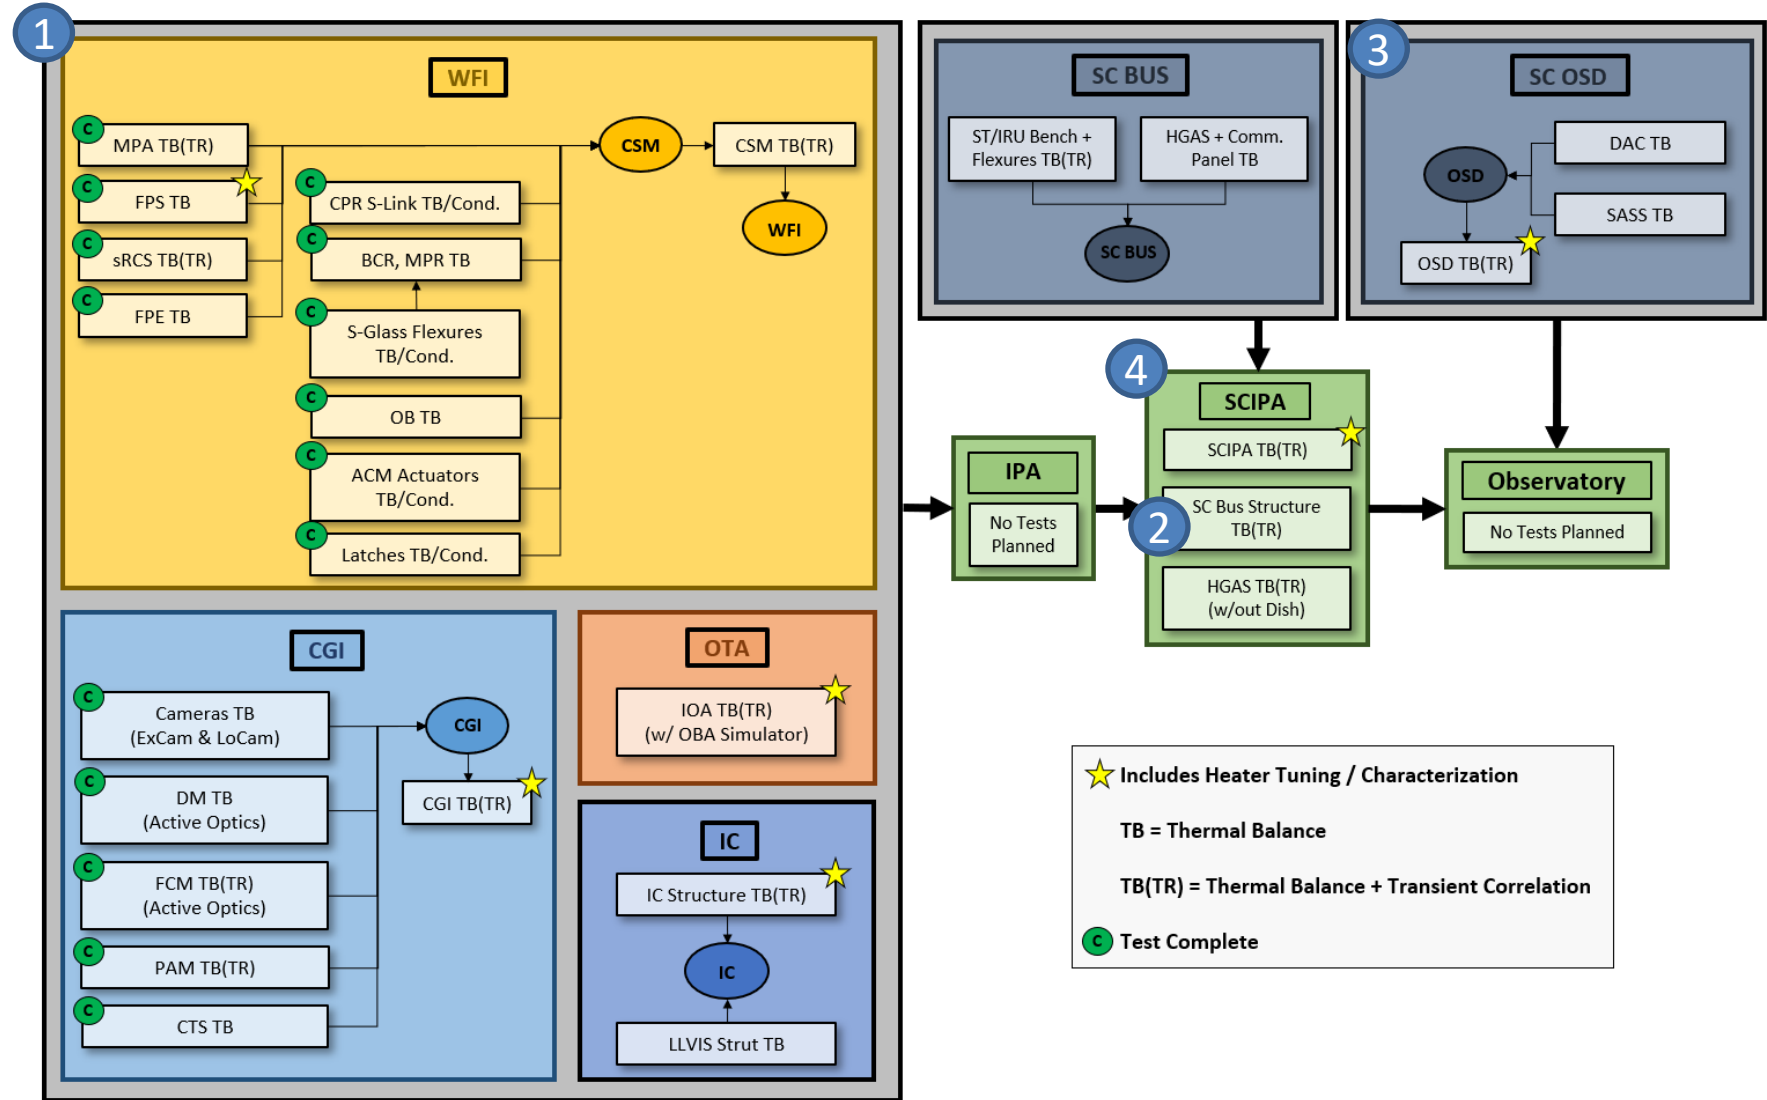 1
WFI
C
MPA TB(TR)
C
FPS TB
C
sRCS TB(TR)
C
FPE TB
C
CPR S-Link TB/Cond.
C
BCR, MPR TB
C
S-Glass Flexures
TB/Cond.
C
OB TB
C
ACM Actuators
TB/Cond.
C
Latches TB/Cond.
CSM
CSM TB(TR)
WFI
CGI
C
Cameras TB
(ExCam & LoCam)
C
DM TB
(Active Optics)
C
FCM TB(TR)
(Active Optics)
C
PAM TB(TR)
C
CTS TB
CGI
CGI TB(TR)
OTA
IOA TB(TR)
(w/ OBA Simulator)
IC
IC Structure TB(TR)
IC
LLVIS Strut TB
SC BUS
ST/IRU Bench +
Flexures TB(TR)
HGAS + Comm.
Panel TB
SC BUS
3
SC OSD
DAC TB
OSD
SASS TB
OSD TB(TR)
IPA
No Tests
Planned
4
SCIPA
SCIPA TB(TR)
2
SC Bus Structure
TB(TR)
HGAS TB(TR)
(w/out Dish)
Observatory
No Tests Planned
Includes Heater Tuning / Characterization
TB = Thermal Balance
TB(TR) = Thermal Balance + Transient Correlation
C Test Complete